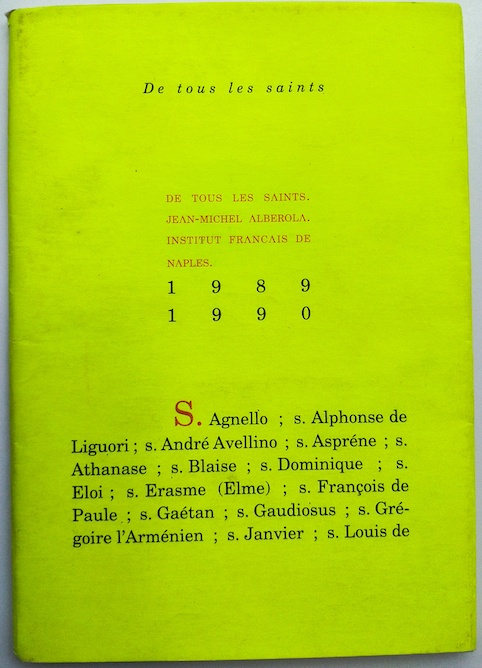 De tous les saints
DE TOUS LES SAINTS.
JEAN-MICHEL ALBEROLA.
INSTITUT FRANCAIS DE
NAPLES.
1 9 8 9
1 9 9 0
S. Agnello ; s. Alphonse de
Liguori ; s. André Avellino ; s. Aspréne ; s.
Athanase ; s. Blaise ; s. Dominique ; s.
Eloi ; s. Erasme (Elme) ; s. François de
Paule ; s. Gaétan ; s. Gaudiosus ; s. Gré-
goire l'Arménien ; s. Janvier ; s. Louis de